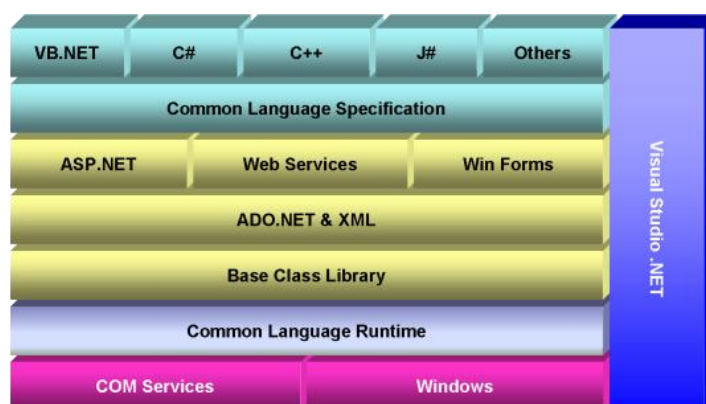 VB.NET C# C++ J# Others
Common Language Specification
ASP.NET Web Services Win Forms
ADO.NET & XML
Base Class Library
Common Language Runtime
COM Services Windows
Visual Studio .NET